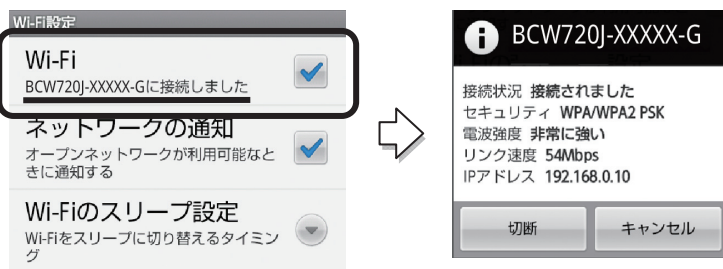 Wi-Fi設定
Wi-Fi
BCW720J-XXXXX-Gに接続しました
ネットワークの通知
オープンネットワークが利用可能なと
きに通知する
Wi-Fiのスリープ設定
Wi-Fiをスリープに切り替えるタイミン
グ
BCW720J-XXXXX-G
接続状況 接続されました
セキュリティ WPA/WPA2 PSK
電波強度 非常に強い
リンク速度 54Mbps
IPアドレス 192.168.0.10
切断
キャンセル